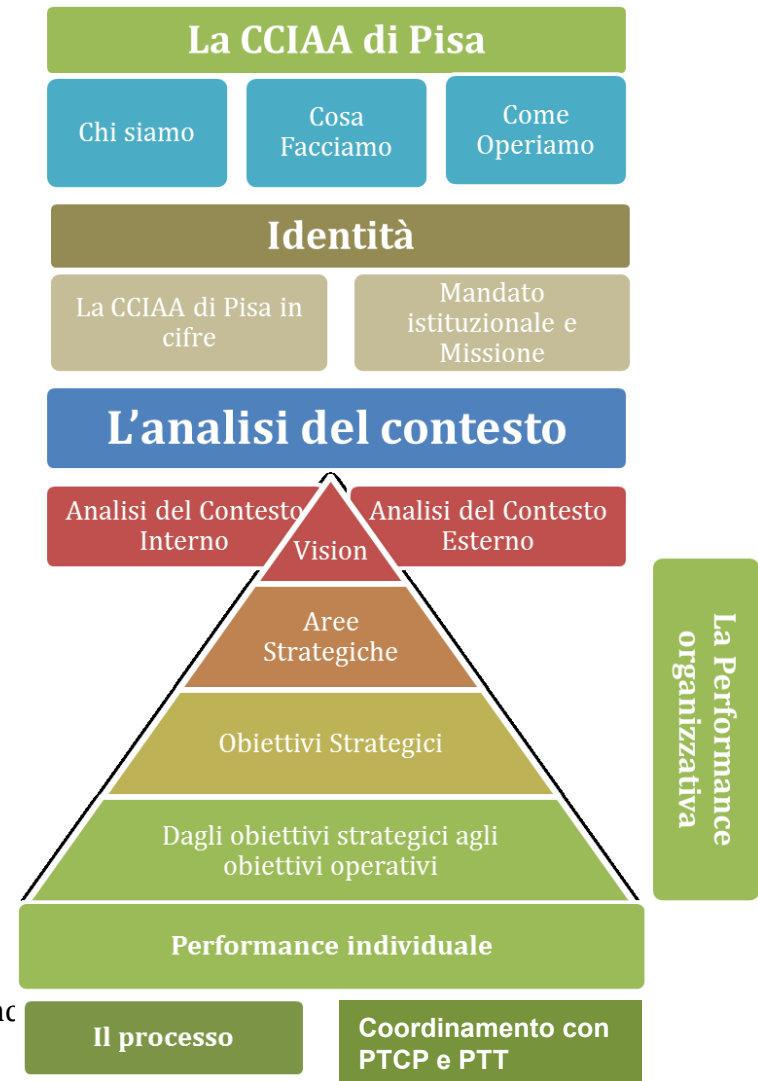 La CCIAA di Pisa
Chi siamo
Cosa
Facciamo
Come
Operiamo
Identità
La CCIAA di Pisa in
cifre
Mandato
istituzionale e
Missione
L'analisi del contesto
Analisi del Contesto
Interno
Analisi del Contesto
Esterno
Vision
Aree
Strategiche
Obiettivi Strategici
Dagli obiettivi strategici agli
obiettivi operativi
La Performance
organizzativa
Performance individuale
Il processo
Coordinamento con
PTCP e PTT